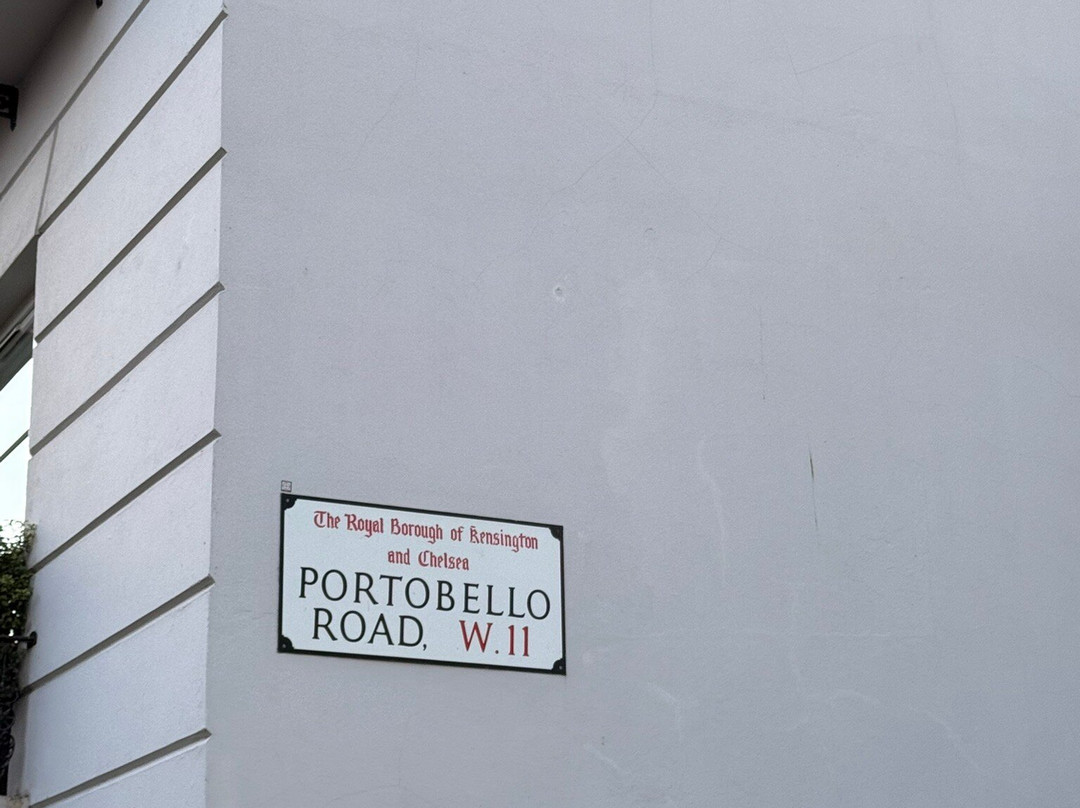 The Royal Borough of Kensington
and Chelsea
PORTOBELLO
ROAD, W.11